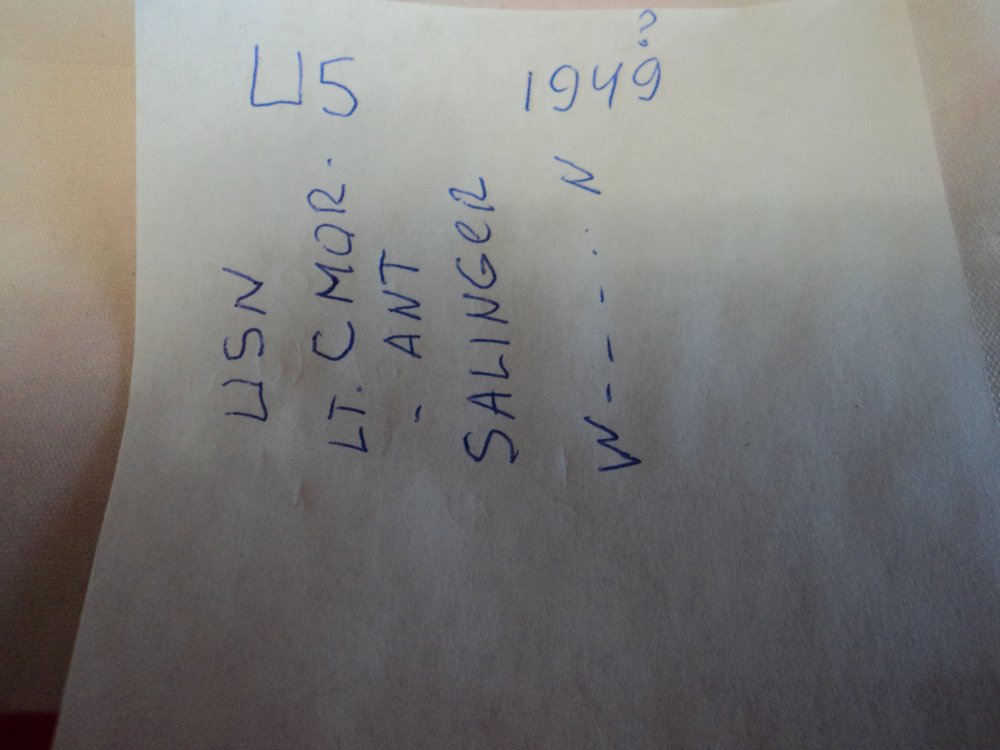 U5 1949?
USN
LT. CMDR.
- ANT
SALINGER
W - - - . . N